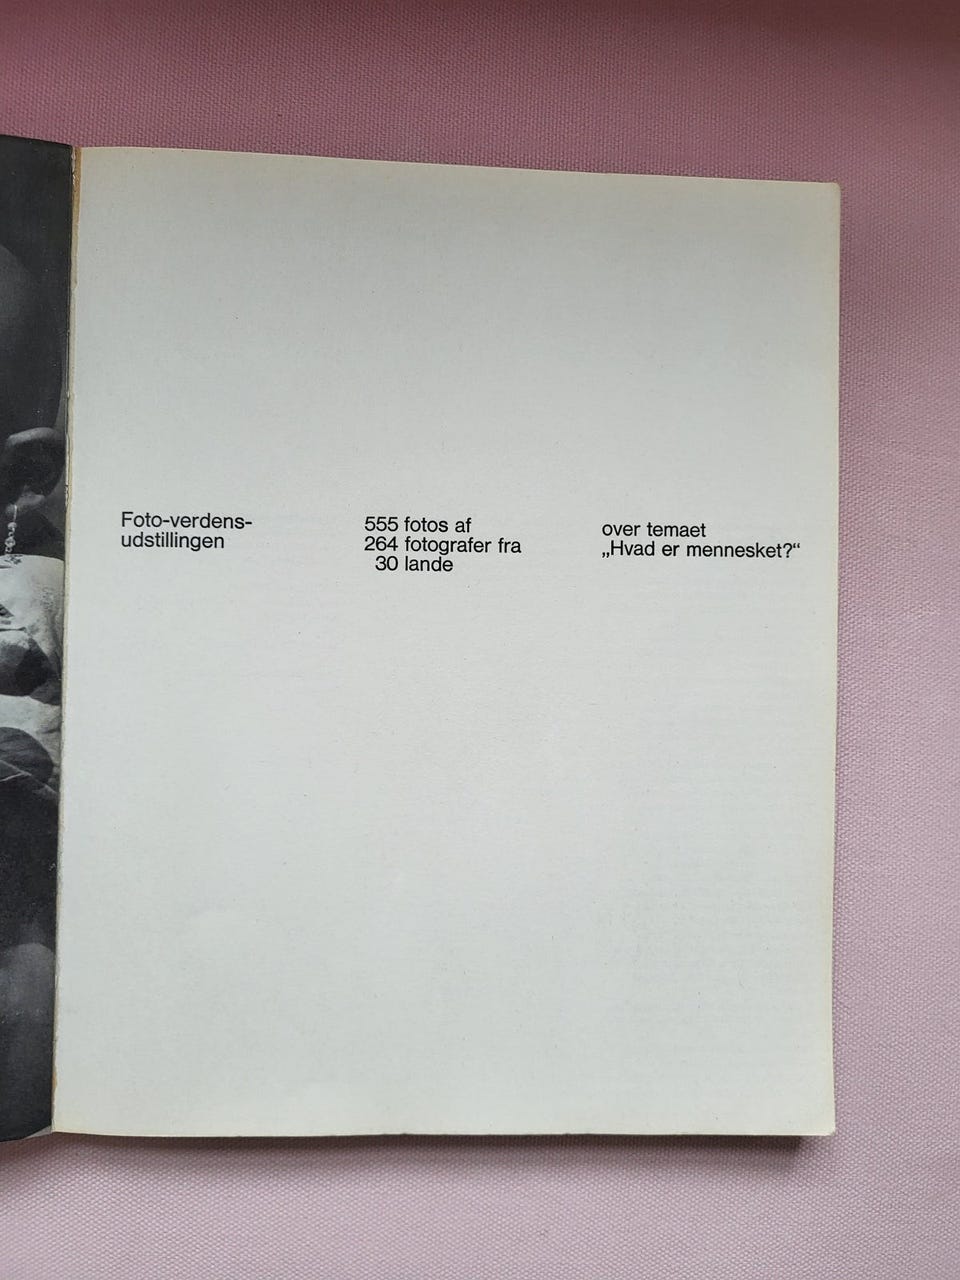 Foto-verdens-
udstillingen
555 fotos af
264 fotografer fra
30 lande
over temaet
„Hvad er mennesket?“